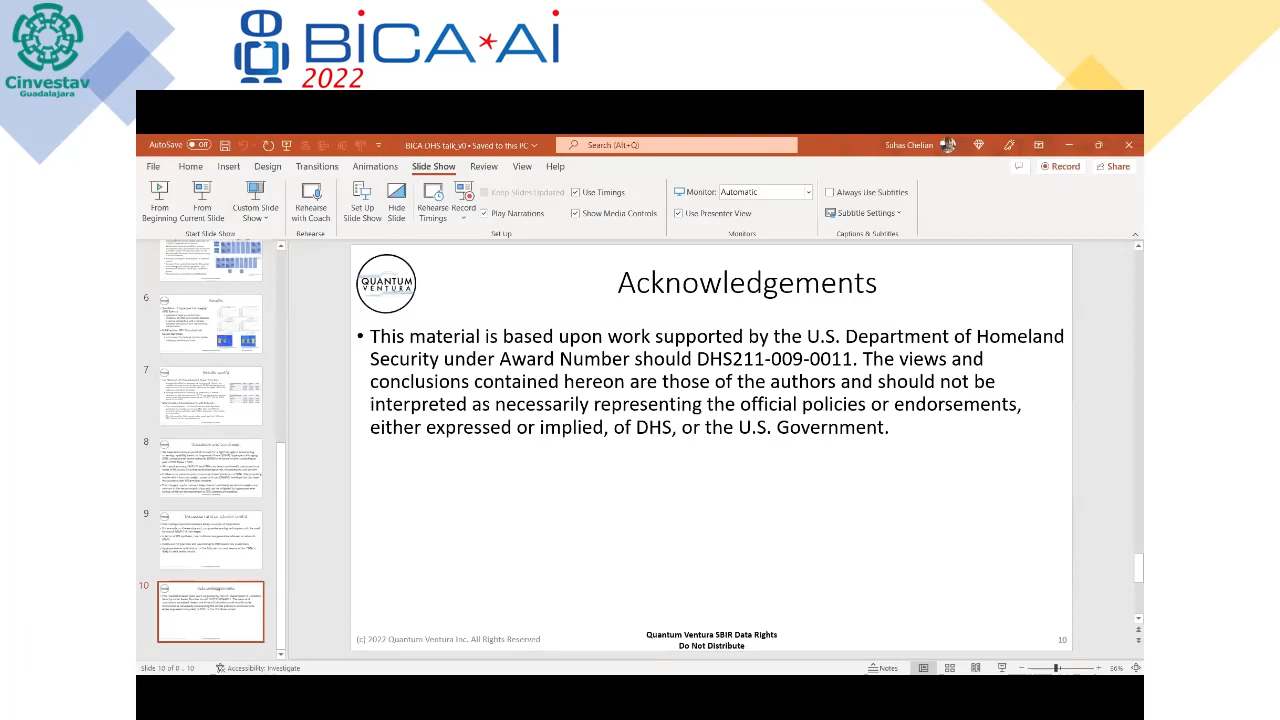 Cinvestav
Guadalajara
BiCA*Ai
2022
AutoSave Off
BICA DHS talk_v0 • Saved to this PC
Search (Alt+Q)
Suhas Chelian
File Home Insert Design Transitions Animations Slide Show Review View Help
Record
Share
From Beginning
From Current Slide
Custom Slide Show
Rehearse with Coach
Set Up Slide Show
Hide Slide
Rehearse Timings
Record
Keep Slides Updated
Use Timings
Play Narrations
Show Media Controls
Monitor: Automatic
Use Presenter View
Always Use Subtitles
Subtitle Settings
Start Slide Show
Rehearse
Set Up
Monitors
Captions & Subtitles
6
Results
7
8
9
10
Acknowledgements
QUANTUM
VENTURA
Acknowledgements
• This material is based upon work supported by the U.S. Department of Homeland
Security under Award Number should DHS211-009-0011. The views and
conclusions contained hereon are those of the authors and should not be
interpreted as necessarily representing the official policies or endorsements,
either expressed or implied, of DHS, or the U.S. Government.
(c) 2022 Quantum Ventura Inc. All Rights Reserved
Quantum Ventura SBIR Data Rights
Do Not Distribute
10
Slide 10 of 0 .. 10
Accessibility: Investigate
Notes
96%